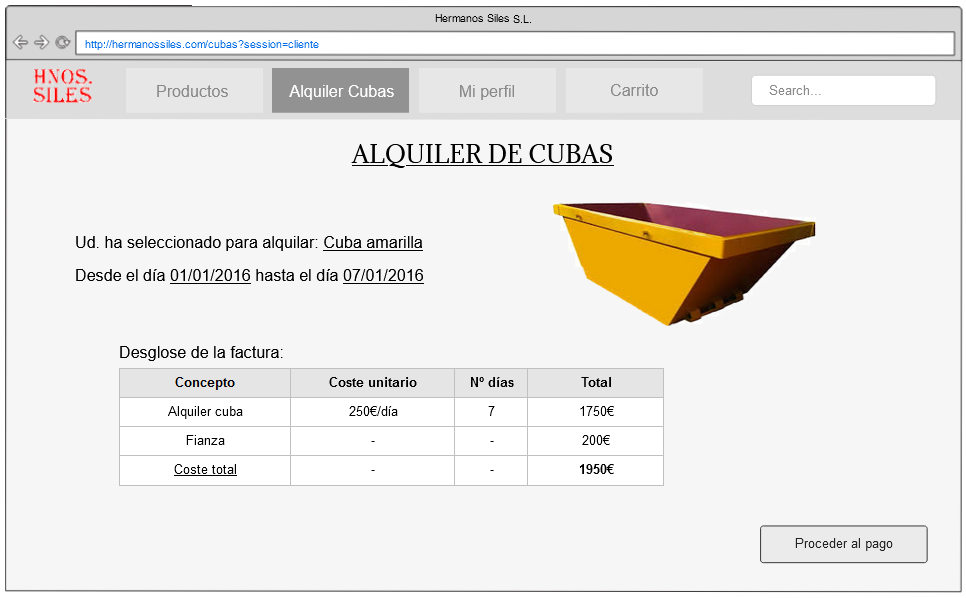 Hermanos Siles S.L.
http://hermanossiles.com/cubas?session=cliente
HNOS.
SILES
Productos
Alquiler Cubas
Mi perfil
Carrito
Search...
ALQUILER DE CUBAS
Ud. ha seleccionado para alquilar: Cuba amarilla
Desde el día 01/01/2016 hasta el día 07/01/2016
Desglose de la factura:
Concepto Coste unitario Nº días Total
Alquiler cuba 250€/día 7 1750€
Fianza - - 200€
Coste total - - 1950€
Proceder al pago